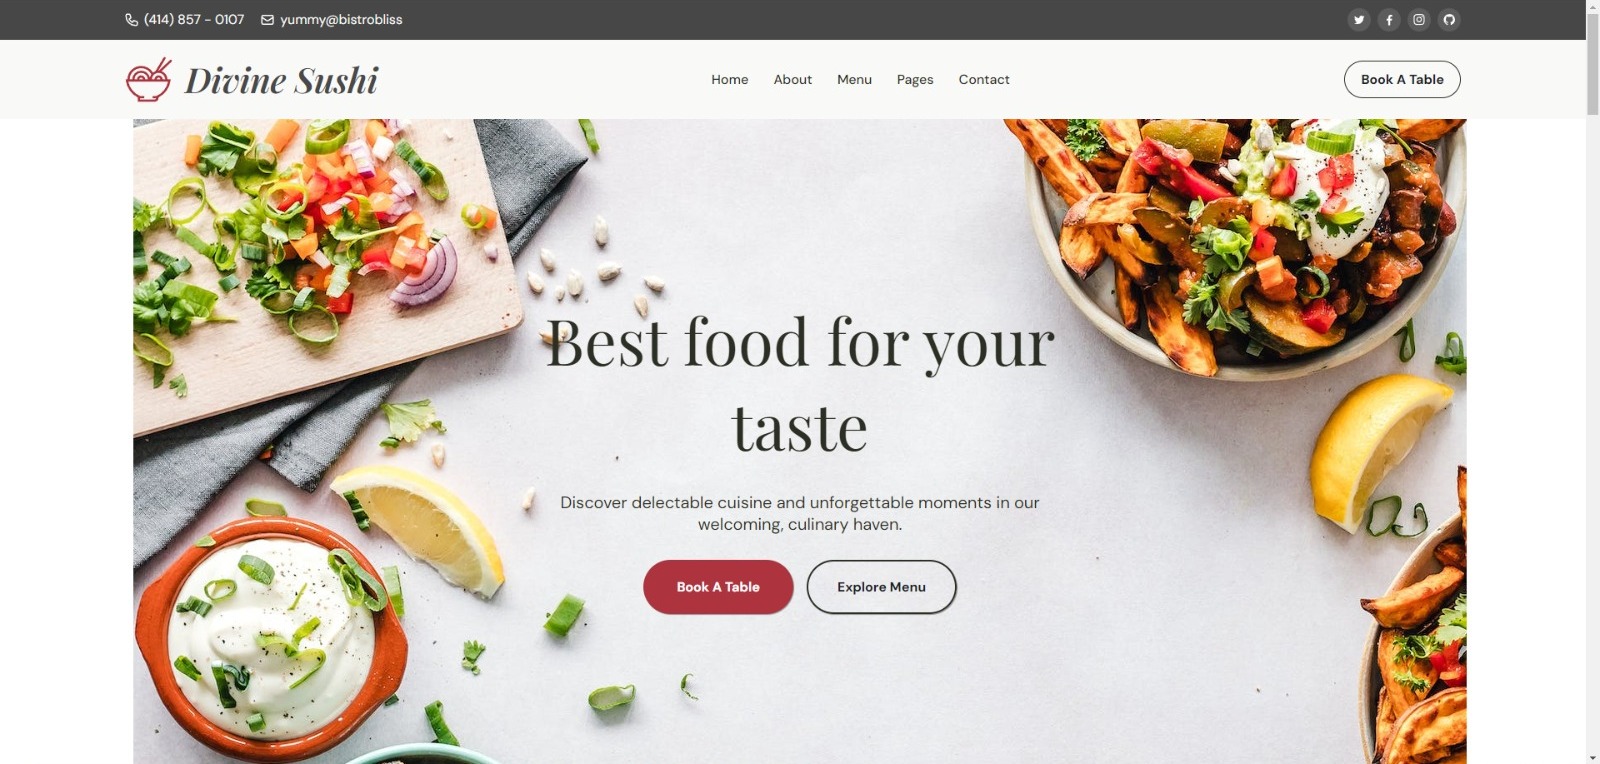 (414) 857 - 0107 yummy@bistrobliss
Divine Sushi Home About Menu Pages Contact Book A Table
Best food for your
taste
Discover delectable cuisine and unforgettable moments in our
welcoming, culinary haven.
Book A Table Explore Menu